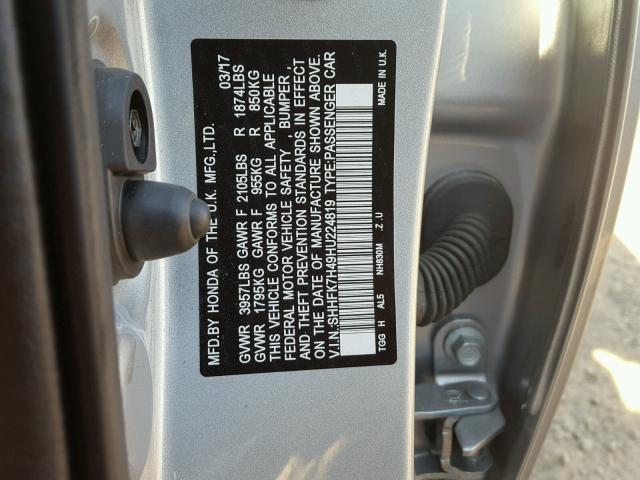 MFD.BY HONDA OF THE U.K. MFG.,LTD. 03/17
GVWR 3957LBS GAWR F 2105LBS R 1874LBS
GVWR 1795KG GAWR F 955KG R 850KG
THIS VEHICLE CONFORMS TO ALL APPLICABLE
FEDERAL MOTOR VEHICLE SAFETY , BUMPER ,
AND THEFT PREVENTION STANDARDS IN EFFECT
ON THE DATE OF MANUFACTURE SHOWN ABOVE.
V.I.N:SHHFK7H49HU224819 TYPE:PASSENGER CAR
TGG H AL5 NH830M Z.U MADE IN U.K.